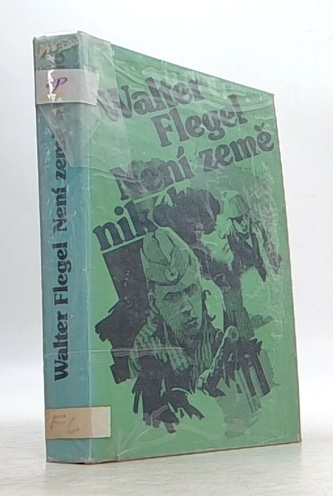 Walter
Flegel
Není země
nikoho
Walter Flegel Není země
FL